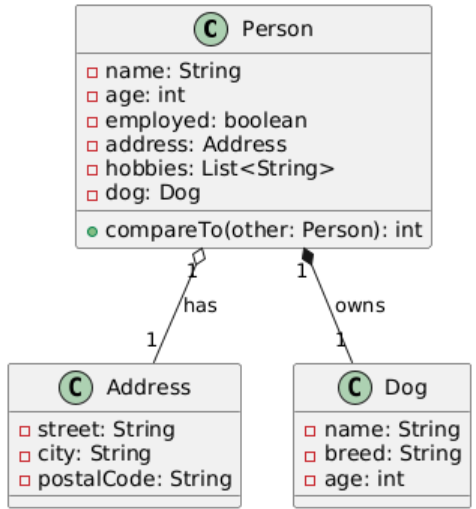 C Person
name: String
age: int
employed: boolean
address: Address
hobbies: List<String>
dog: Dog
compareTo(other: Person): int
1 1
has owns
1 1
C Address C Dog
street: String name: String
city: String breed: String
postalCode: String age: int